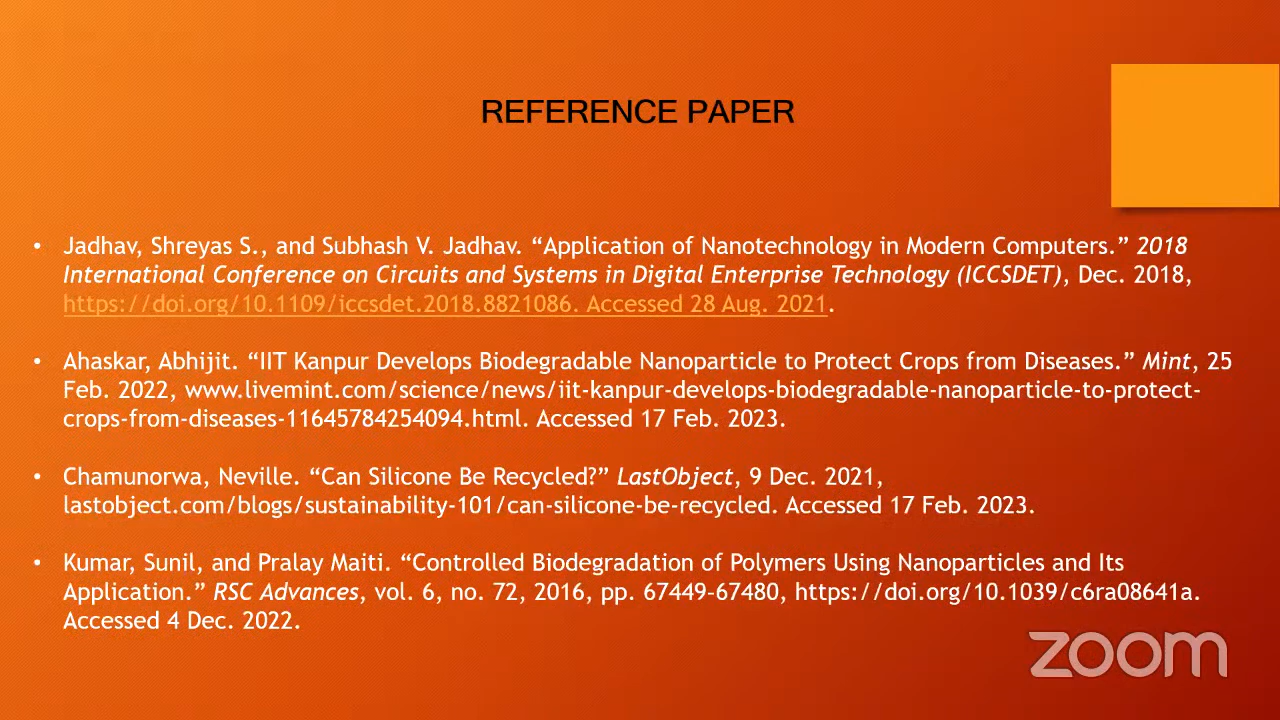 REFERENCE PAPER
• Jadhav, Shreyas S., and Subhash V. Jadhav. “Application of Nanotechnology in Modern Computers.” 2018
International Conference on Circuits and Systems in Digital Enterprise Technology (ICCSDET), Dec. 2018,
https://doi.org/10.1109/iccsdet.2018.8821086. Accessed 28 Aug. 2021.
• Ahaskar, Abhijit. “IIT Kanpur Develops Biodegradable Nanoparticle to Protect Crops from Diseases.” Mint, 25
Feb. 2022, www.livemint.com/science/news/iit-kanpur-develops-biodegradable-nanoparticle-to-protect-
crops-from-diseases-11645784254094.html. Accessed 17 Feb. 2023.
• Chamunorwa, Neville. “Can Silicone Be Recycled?” LastObject, 9 Dec. 2021,
lastobject.com/blogs/sustainability-101/can-silicone-be-recycled. Accessed 17 Feb. 2023.
• Kumar, Sunil, and Pralay Maiti. “Controlled Biodegradation of Polymers Using Nanoparticles and Its
Application.” RSC Advances, vol. 6, no. 72, 2016, pp. 67449-67480, https://doi.org/10.1039/c6ra08641a.
Accessed 4 Dec. 2022.
zoom